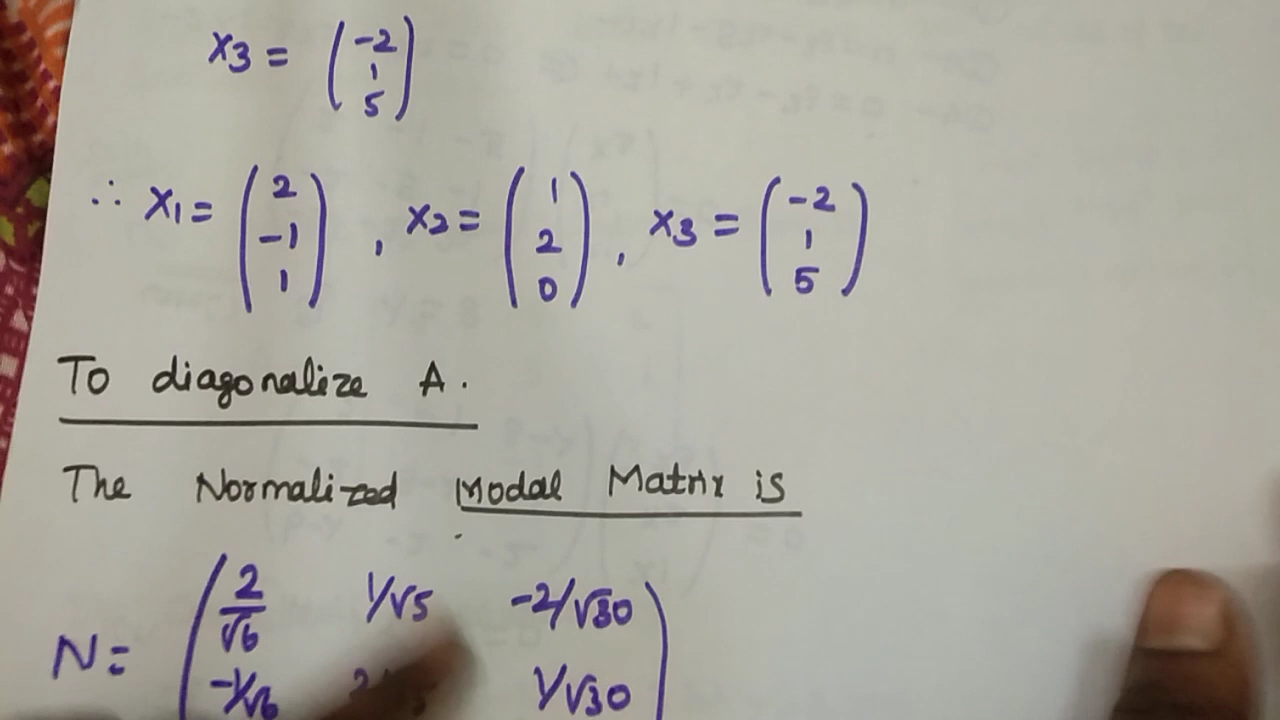 x3 = (-2 1 5)
∴ x1 = (2 -1 1), x2 = (1 2 0), x3 = (-2 1 5)
To diagonalize A.
The Normalized Modal Matrix is
N = (2/√6 1/√5 -2/√30
-1/√6 1/√30)